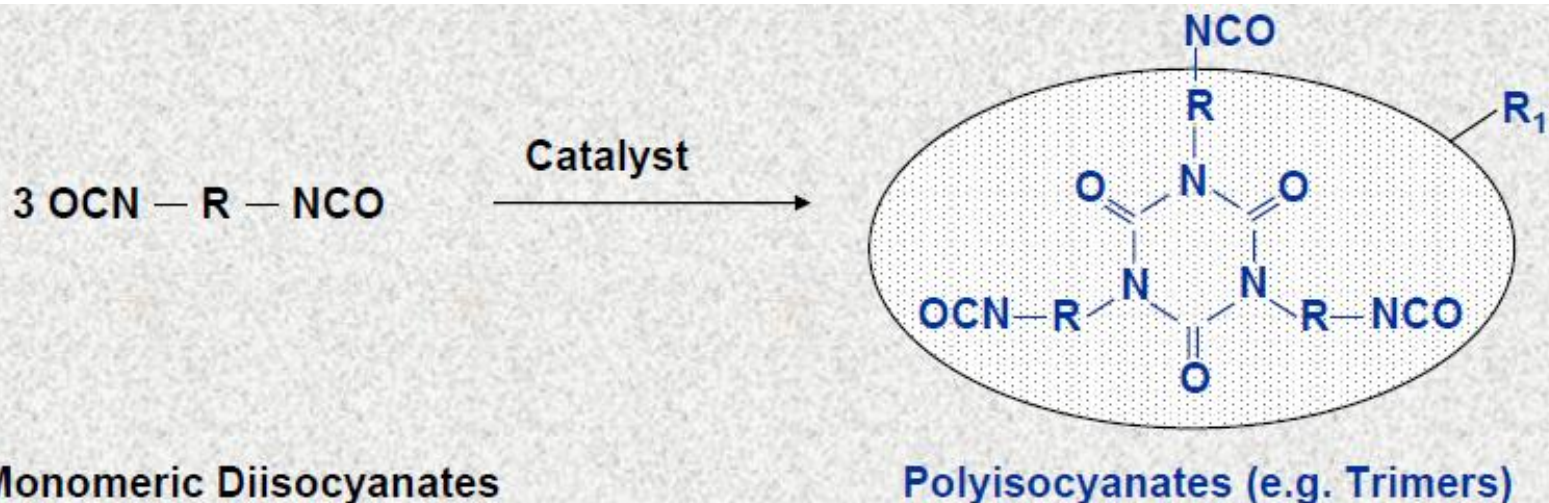 NCO
R
R1
Catalyst
3 OCN — R — NCO
O N O
N N
OCN—R R—NCO
O
Monomeric Diisocyanates
Polyisocyanates (e.g. Trimers)